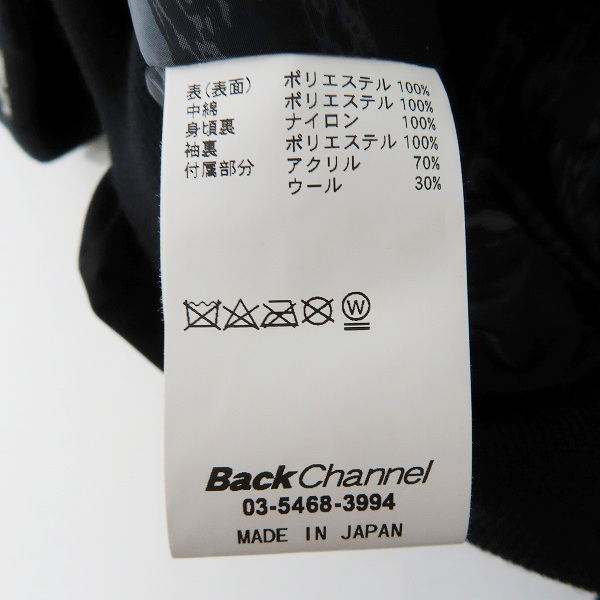 表(表面) ポリエステル 100%
中綿 ポリエステル 100%
身頃裏 ナイロン 100%
袖裏 ポリエステル 100%
付属部分 アクリル 70%
ウール 30%
W
BackChannel
03-5468-3994
MADE IN JAPAN